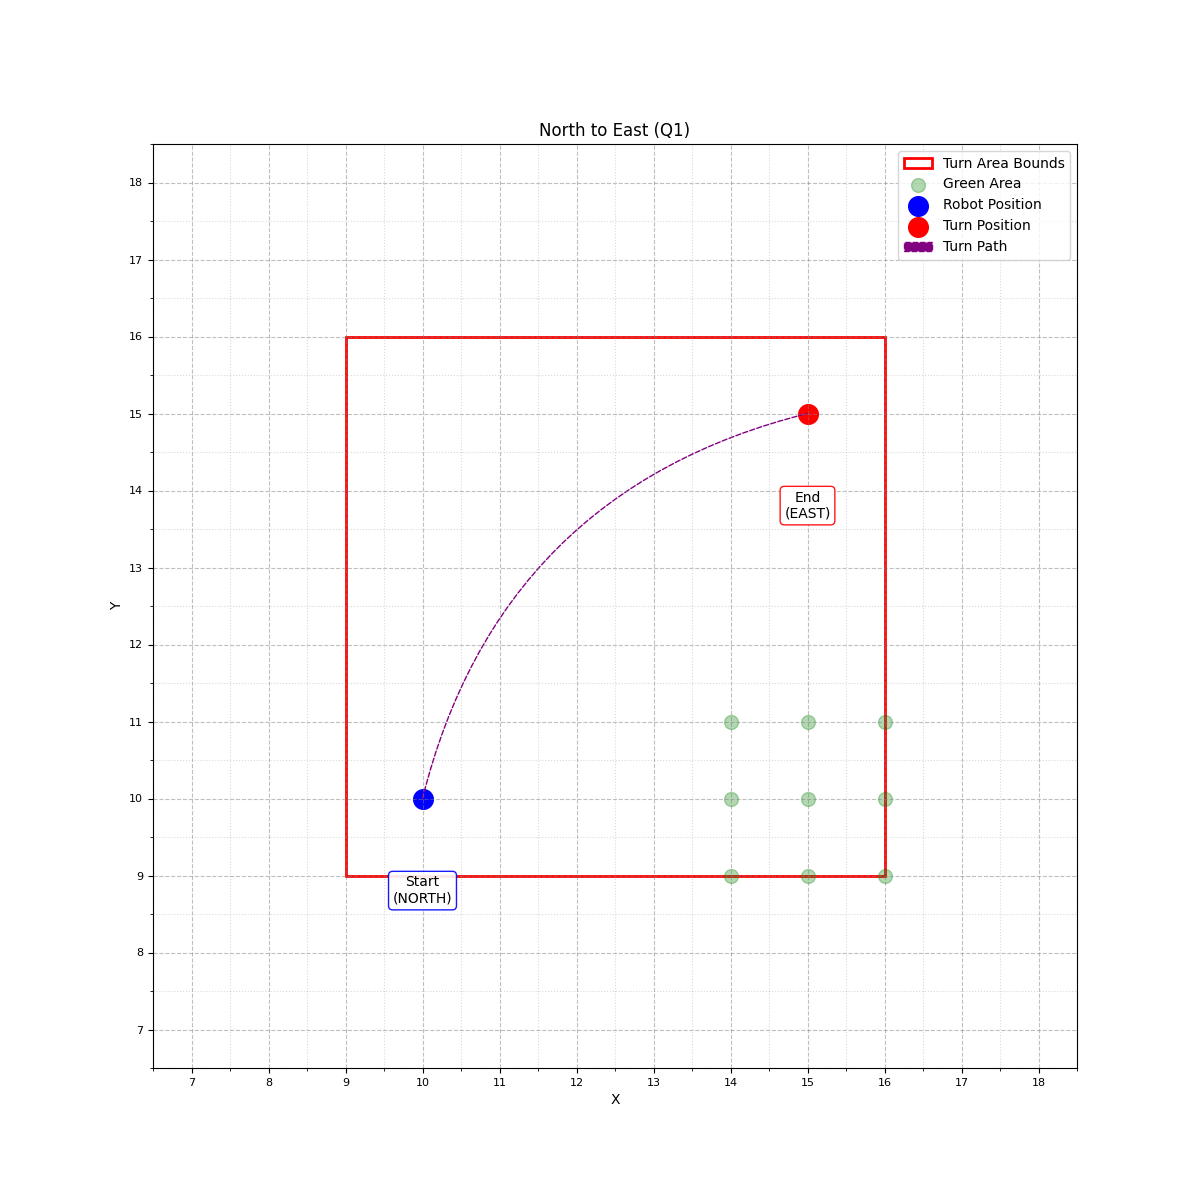 North to East (Q1)
Turn Area Bounds
Green Area
Robot Position
Turn Position
Turn Path
18
17
16
15
14
End
(EAST)
13
Y
12
11
10
9
Start
(NORTH)
8
7
7 8 9 10 11 12 13 14 15 16 17 18
X